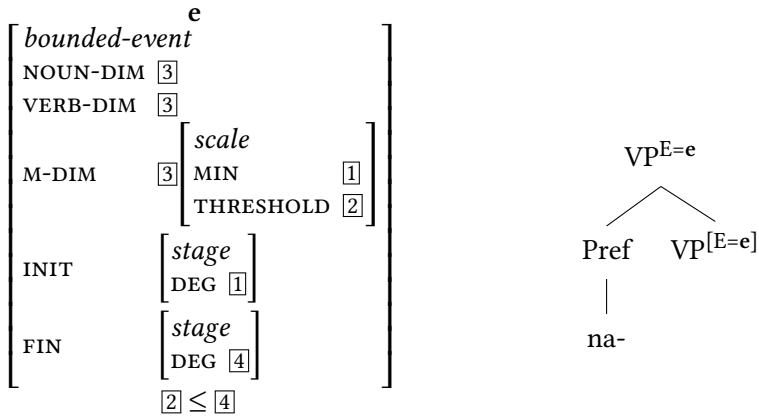 e
bounded-event
NOUN-DIM 3
VERB-DIM 3
M-DIM 3
scale
MIN 1
THRESHOLD 2
INIT
stage
DEG 1
FIN
stage
DEG 4
2 ≤ 4
VP^E=e
Pref VP^[E=e]
na-